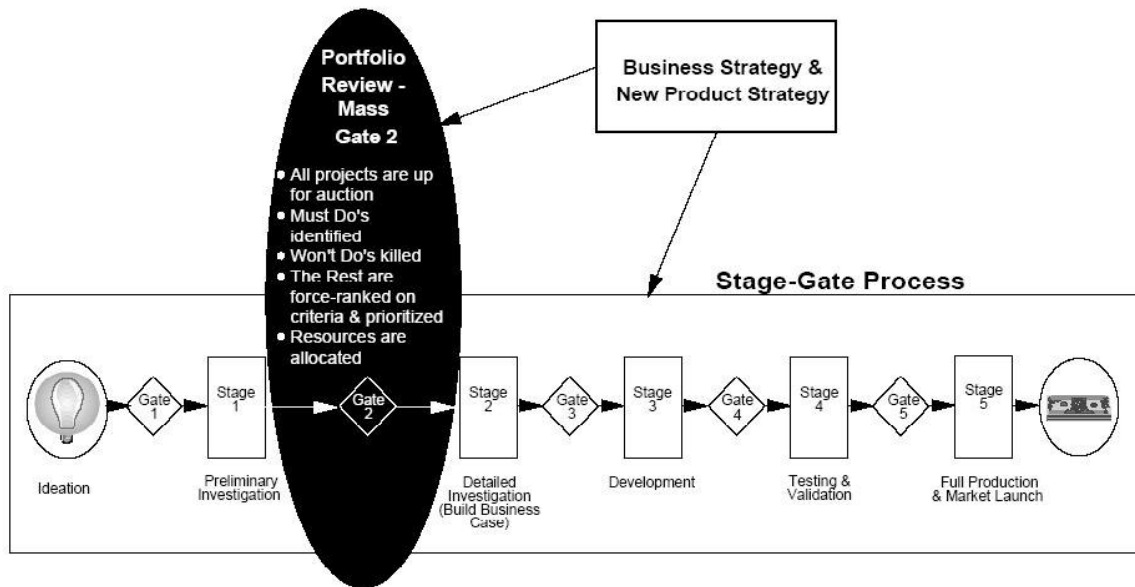 Portfolio
Review -
Mass
Gate 2
• All projects are up
for auction
• Must Do's
identified
• Won't Do's killed
• The Rest are
force-ranked on
criteria & prioritized
• Resources are
allocated
Business Strategy &
New Product Strategy
Stage-Gate Process
Gate
1
Stage
1
Gate
2
Stage
2
Gate
3
Stage
3
Gate
4
Stage
4
Gate
5
Stage
5
Ideation
Preliminary
Investigation
Detailed
Investigation
(Build Business
Case)
Development
Testing &
Validation
Full Production
& Market Launch